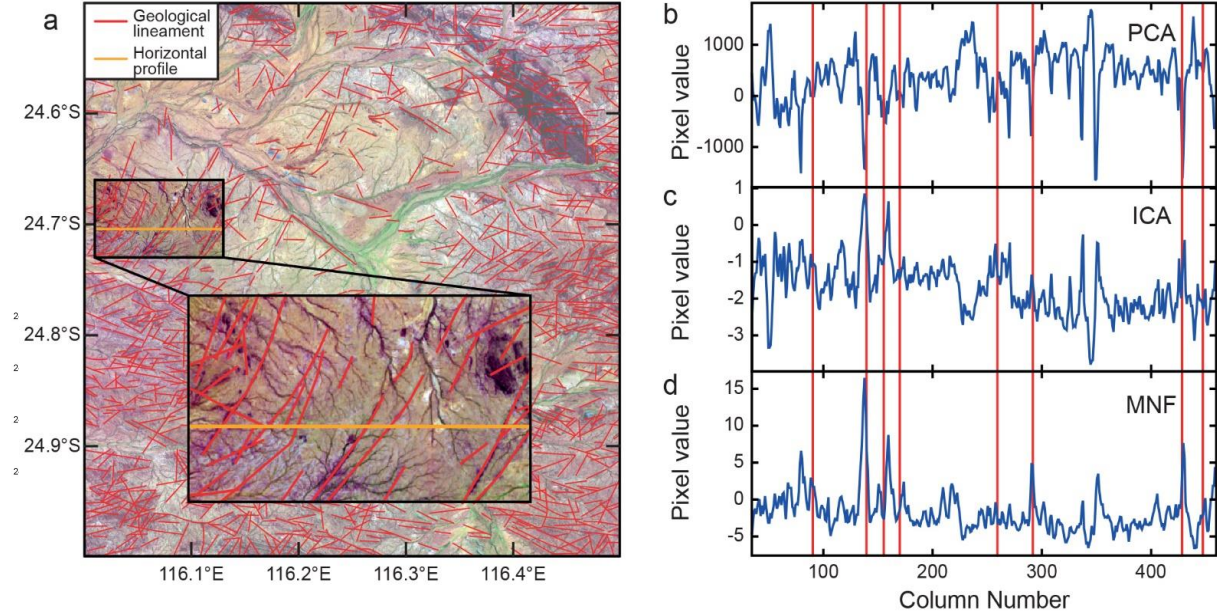 a
Geological
lineament
Horizontal
profile
24.6°S
24.7°S
24.8°S
24.9°S
2
2
2
2
116.1°E
116.2°E
116.3°E
116.4°E
b
PCA
Pixel value
1000
0
-1000
c
ICA
Pixel value
1
0
-1
-2
-3
d
MNF
Pixel value
15
10
5
0
-5
100
200
300
400
Column Number